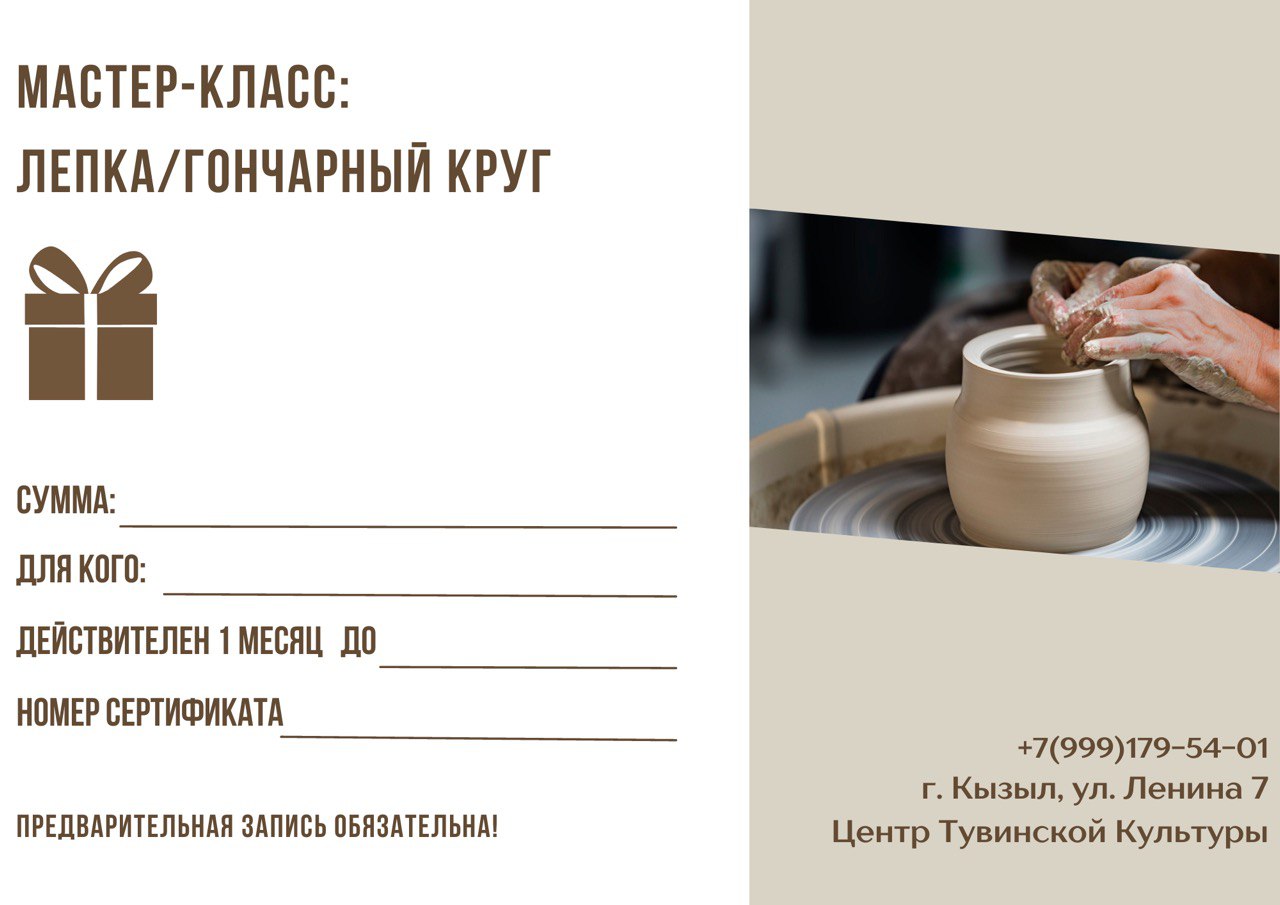 МАСТЕР-КЛАСС:
ЛЕПКА/ГОНЧАРНЫЙ КРУГ
СУММА:
ДЛЯ КОГО:
ДЕЙСТВИТЕЛЕН 1 МЕСЯЦ ДО
НОМЕР СЕРТИФИКАТА
ПРЕДВАРИТЕЛЬНАЯ ЗАПИСЬ ОБЯЗАТЕЛЬНА!
+7(999)179-54-01
г. Кызыл, ул. Ленина 7
Центр Тувинской Культуры